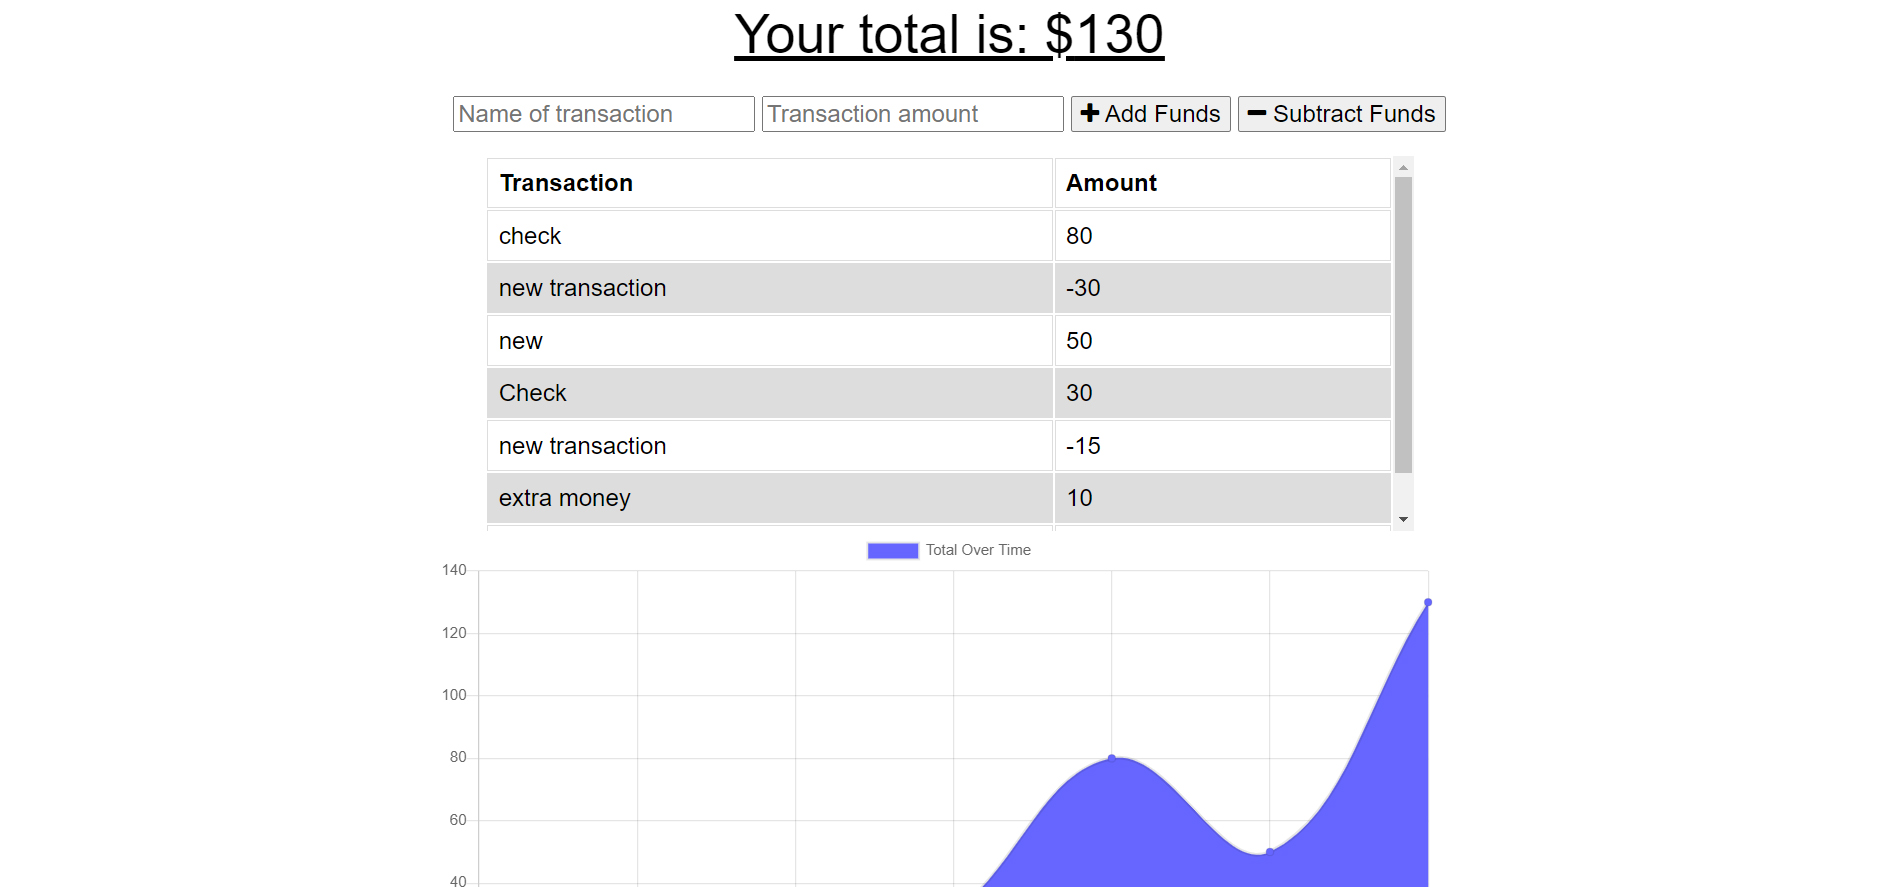 Your total is: $130
Name of transaction Transaction amount Add Funds Subtract Funds
Transaction Amount
check 80
new transaction -30
new 50
Check 30
new transaction -15
extra money 10
Total Over Time
140
120
100
80
60
40